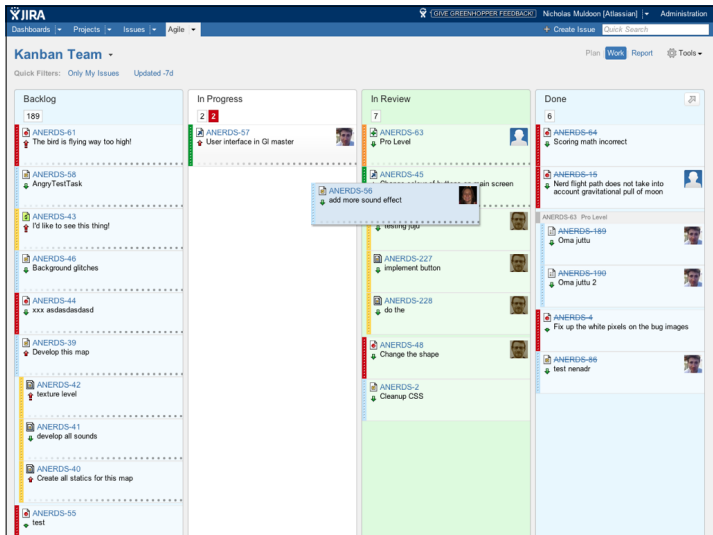 JIRA
GIVE GREENHOPPER FEEDBACK!
Nicholas Muldoon [Atlassian]
Administration
Dashboards
Projects
Issues
Agile
+ Create Issue
Quick Search
Kanban Team
Plan
Work
Report
Tools
Quick Filters: Only My Issues Updated -7d
Backlog
189
ANERDS-61
The bird is flying way too high!
ANERDS-58
AngryTestTask
ANERDS-43
I'd like to see this thing!
ANERDS-46
Background glitches
ANERDS-44
xxx asdasdasdasd
ANERDS-39
Develop this map
ANERDS-42
texture level
ANERDS-41
develop all sounds
ANERDS-40
Create all statics for this map
ANERDS-55
test
In Progress
2 2
ANERDS-57
User interface in GI master
ANERDS-56
add more sound effect
In Review
7
ANERDS-63
Pro Level
ANERDS-45
main screen
testing juju
ANERDS-227
implement button
ANERDS-228
do the
ANERDS-48
Change the shape
ANERDS-2
Cleanup CSS
Done
6
ANERDS-64
Scoring math incorrect
ANERDS-15
Nerd flight path does not take into
account gravitational pull of moon
ANERDS-63 Pro Level
ANERDS-189
Oma juttu
ANERDS-190
Oma juttu 2
ANERDS-4
Fix up the white pixels on the bug images
ANERDS-86
test nenadr